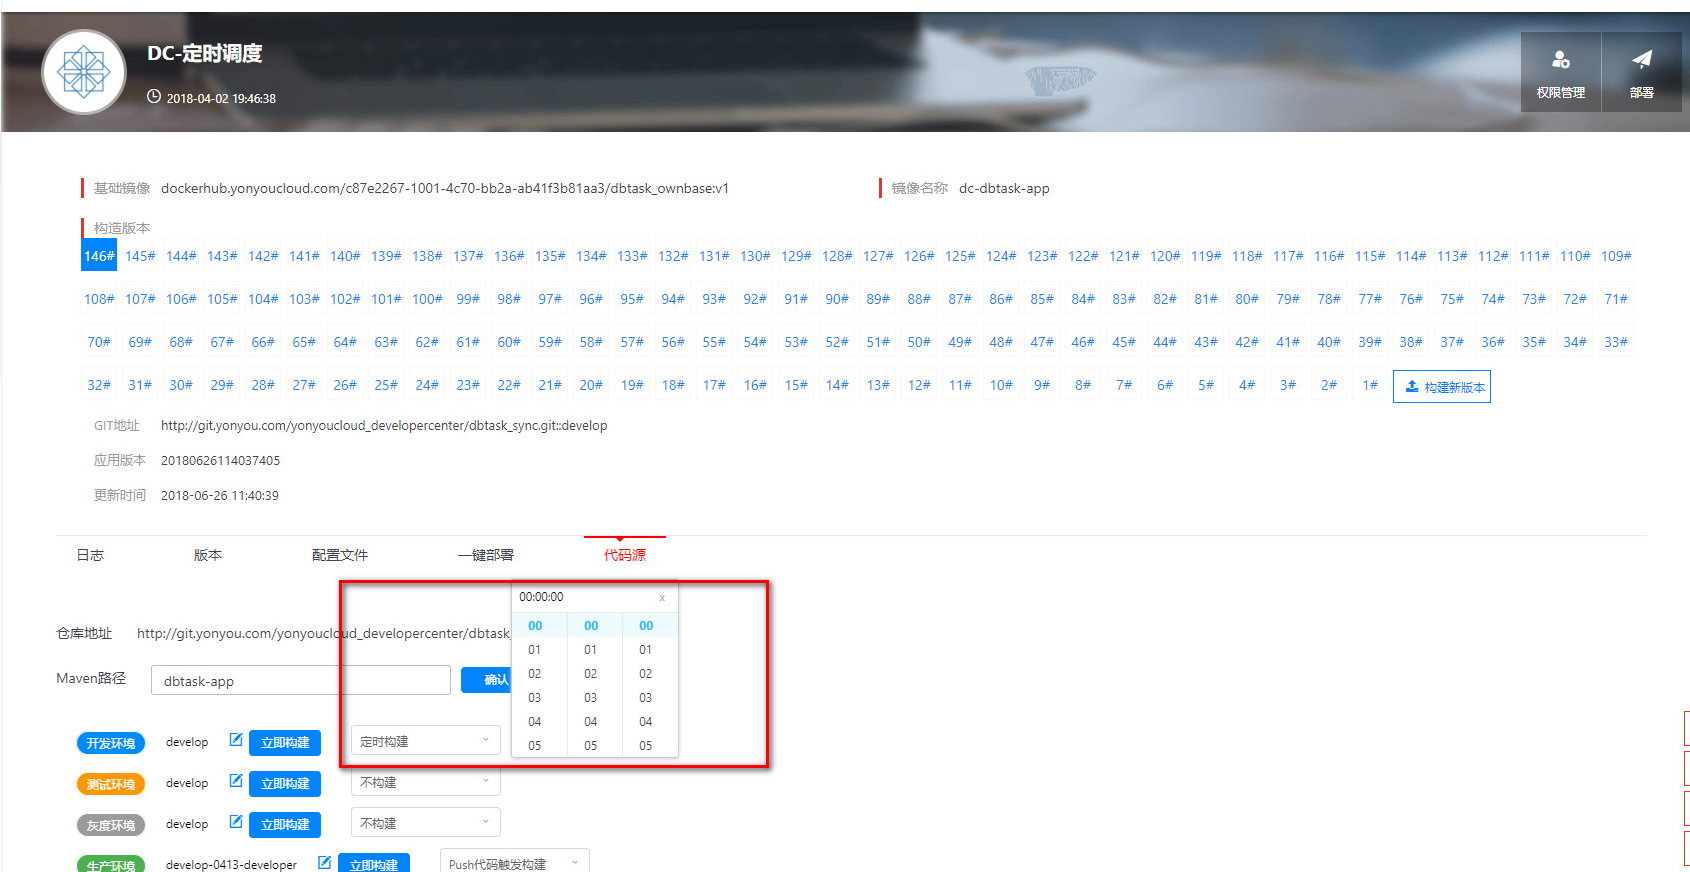 DC-定时调度
2018-04-02 19:46:38
权限管理
部署
基础镜像 dockerhub.yonyoucloud.com/c87e2267-1001-4c70-bb2a-ab41f3b81aa3/dbtask_ownbase:v1
镜像名称 dc-dbtask-app
构造版本
146# 145# 144# 143# 142# 141# 140# 139# 138# 137# 136# 135# 134# 133# 132# 131# 130# 129# 128# 127# 126# 125# 124# 123# 122# 121# 120# 119# 118# 117# 116# 115# 114# 113# 112# 111# 110# 109#
108# 107# 106# 105# 104# 103# 102# 101# 100# 99# 98# 97# 96# 95# 94# 93# 92# 91# 90# 89# 88# 87# 86# 85# 84# 83# 82# 81# 80# 79# 78# 77# 76# 75# 74# 73# 72# 71#
70# 69# 68# 67# 66# 65# 64# 63# 62# 61# 60# 59# 58# 57# 56# 55# 54# 53# 52# 51# 50# 49# 48# 47# 46# 45# 44# 43# 42# 41# 40# 39# 38# 37# 36# 35# 34# 33#
32# 31# 30# 29# 28# 27# 26# 25# 24# 23# 22# 21# 20# 19# 18# 17# 16# 15# 14# 13# 12# 11# 10# 9# 8# 7# 6# 5# 4# 3# 2# 1# 构建新版本
GIT地址 http://git.yonyou.com/yonyoucloud_developercenter/dbtask_sync.git::develop
应用版本 20180626114037405
更新时间 2018-06-26 11:40:39
日志 版本 配置文件 一键部署 代码源
00:00:00 x
00 00 00
01 01 01
02 02 02
03 03 03
04 04 04
05 05 05
仓库地址 http://git.yonyou.com/yonyoucloud_developercenter/dbtask_
Maven路径 dbtask-app 确认
开发环境 develop 立即构建 定时构建
测试环境 develop 立即构建 不构建
灰度环境 develop 立即构建 不构建
生产环境 develop-0413-developer 立即构建 Push代码触发构建